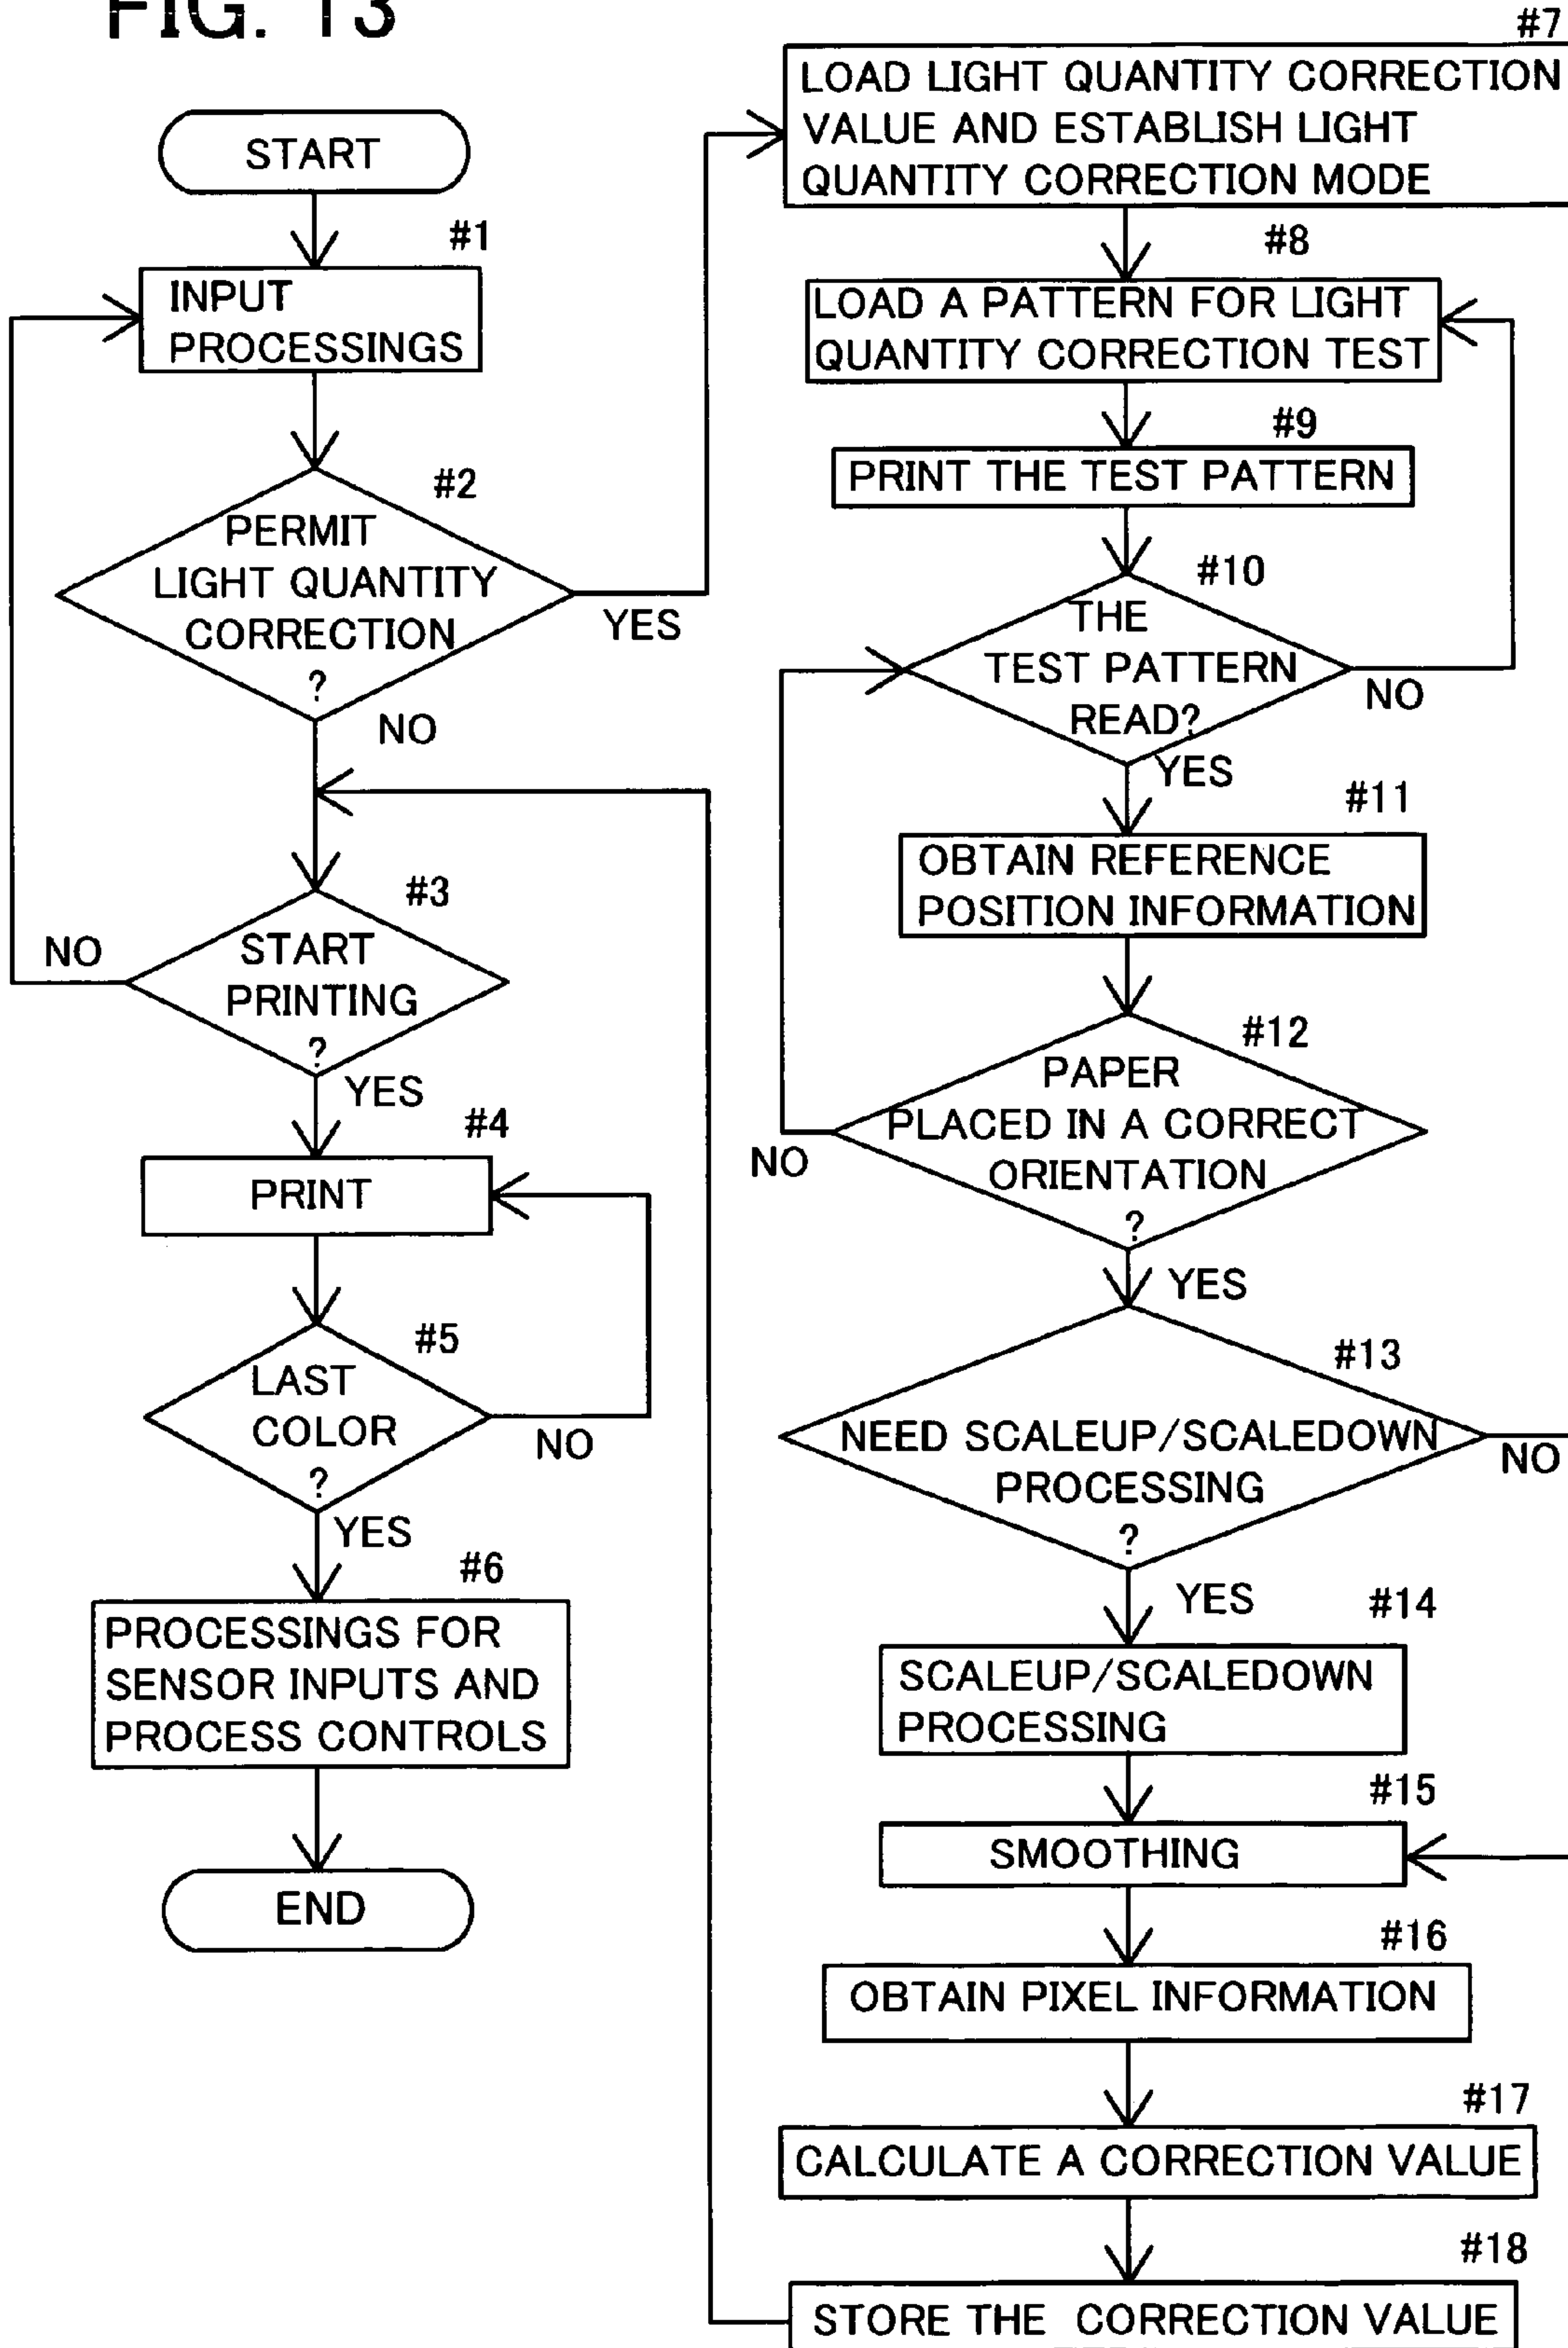 FIG. 13
START
#1
INPUT
PROCESSINGS
#2
PERMIT
LIGHT QUANTITY
CORRECTION
?
YES
NO
#3
START
PRINTING
?
NO
YES
#4
PRINT
#5
LAST
COLOR
?
NO
YES
#6
PROCESSINGS FOR
SENSOR INPUTS AND
PROCESS CONTROLS
END
#7
LOAD LIGHT QUANTITY CORRECTION
VALUE AND ESTABLISH LIGHT
QUANTITY CORRECTION MODE
#8
LOAD A PATTERN FOR LIGHT
QUANTITY CORRECTION TEST
#9
PRINT THE TEST PATTERN
#10
THE
TEST PATTERN
READ?
NO
YES
#11
OBTAIN REFERENCE
POSITION INFORMATION
#12
PAPER
PLACED IN A CORRECT
ORIENTATION
?
NO
YES
#13
NEED SCALEUP/SCALEDOWN
PROCESSING
?
NO
YES
#14
SCALEUP/SCALEDOWN
PROCESSING
#15
SMOOTHING
#16
OBTAIN PIXEL INFORMATION
#17
CALCULATE A CORRECTION VALUE
#18
STORE THE CORRECTION VALUE